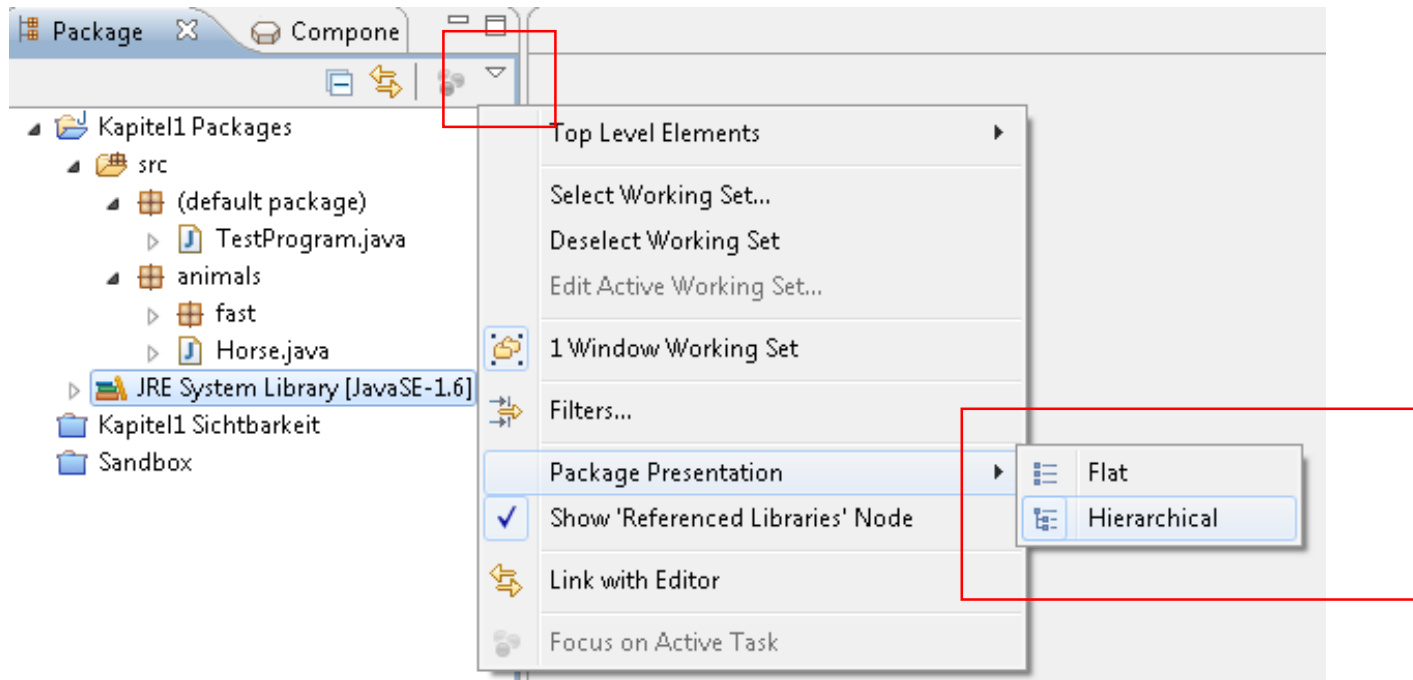 Package
Compone
Kapitel1 Packages
src
(default package)
TestProgram.java
animals
fast
Horse.java
JRE System Library [JavaSE-1.6]
Kapitel1 Sichtbarkeit
Sandbox
Top Level Elements
Select Working Set...
Deselect Working Set
Edit Active Working Set...
1 Window Working Set
Filters...
Package Presentation
Show 'Referenced Libraries' Node
Link with Editor
Focus on Active Task
Flat
Hierarchical